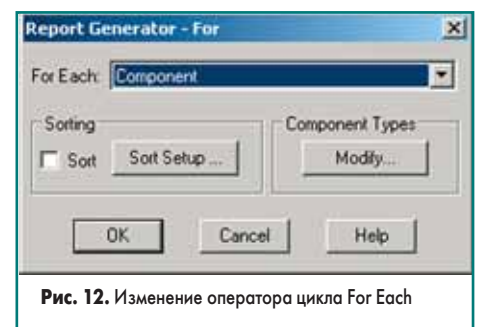 Report Generator - For
For Each: Component
Sorting
Component Types
Sort
Sort Setup ...
Modify...
OK Cancel Help
Рис. 12. Изменение оператора цикла For Each